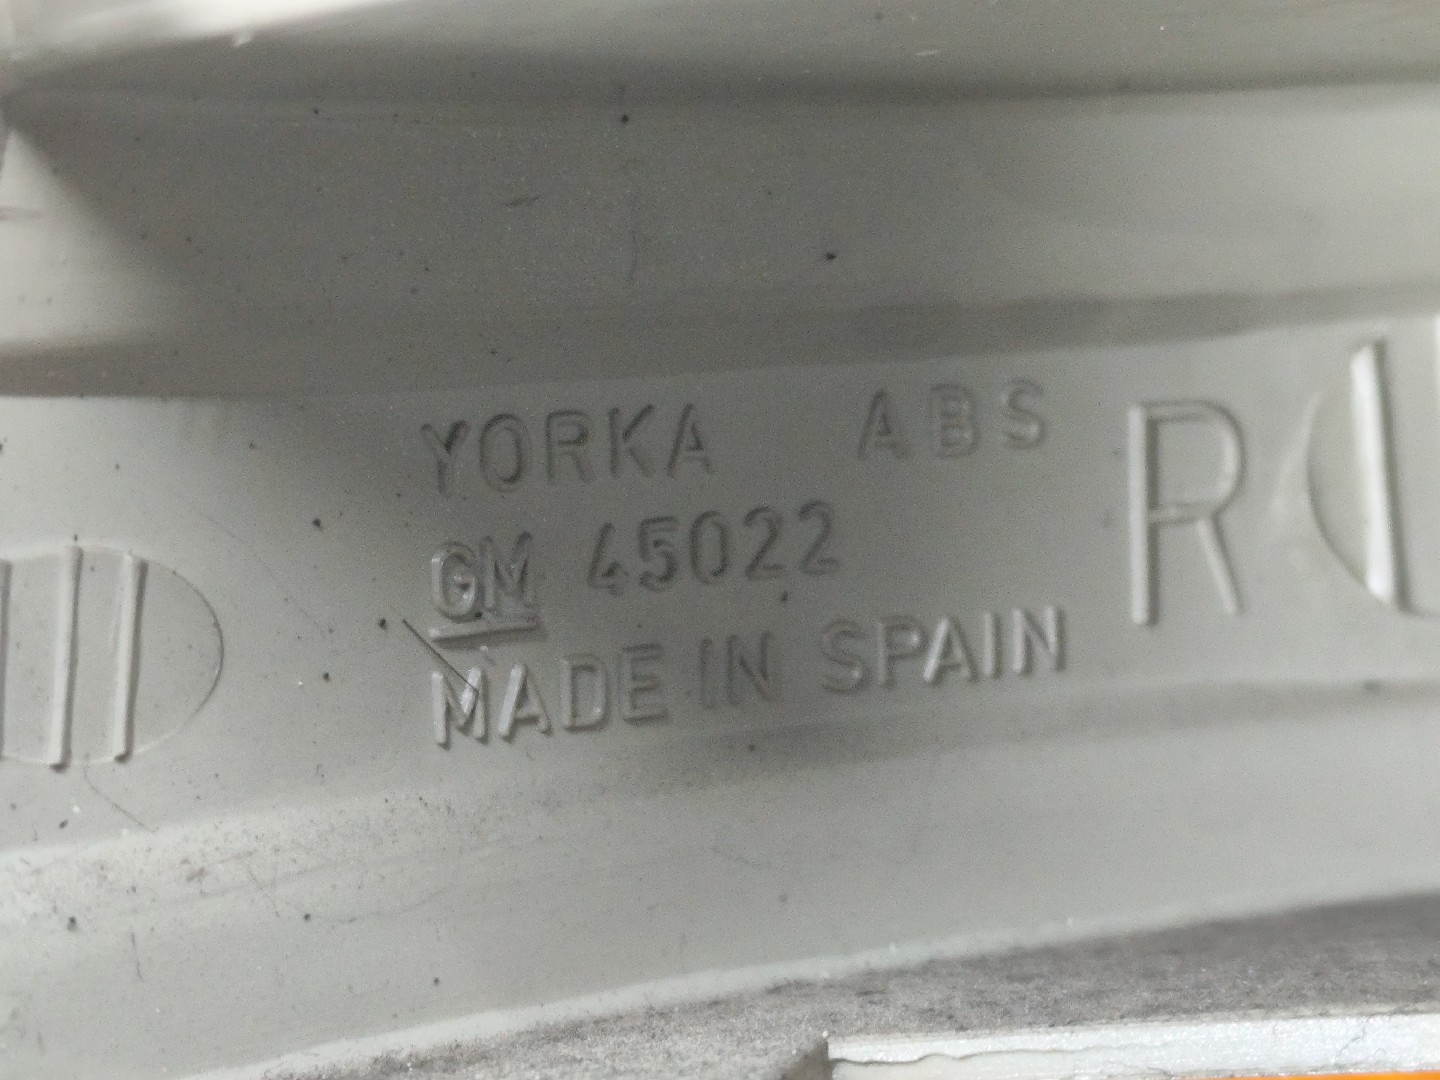 YORKA ABS
GM 45022
MADE IN SPAIN
R